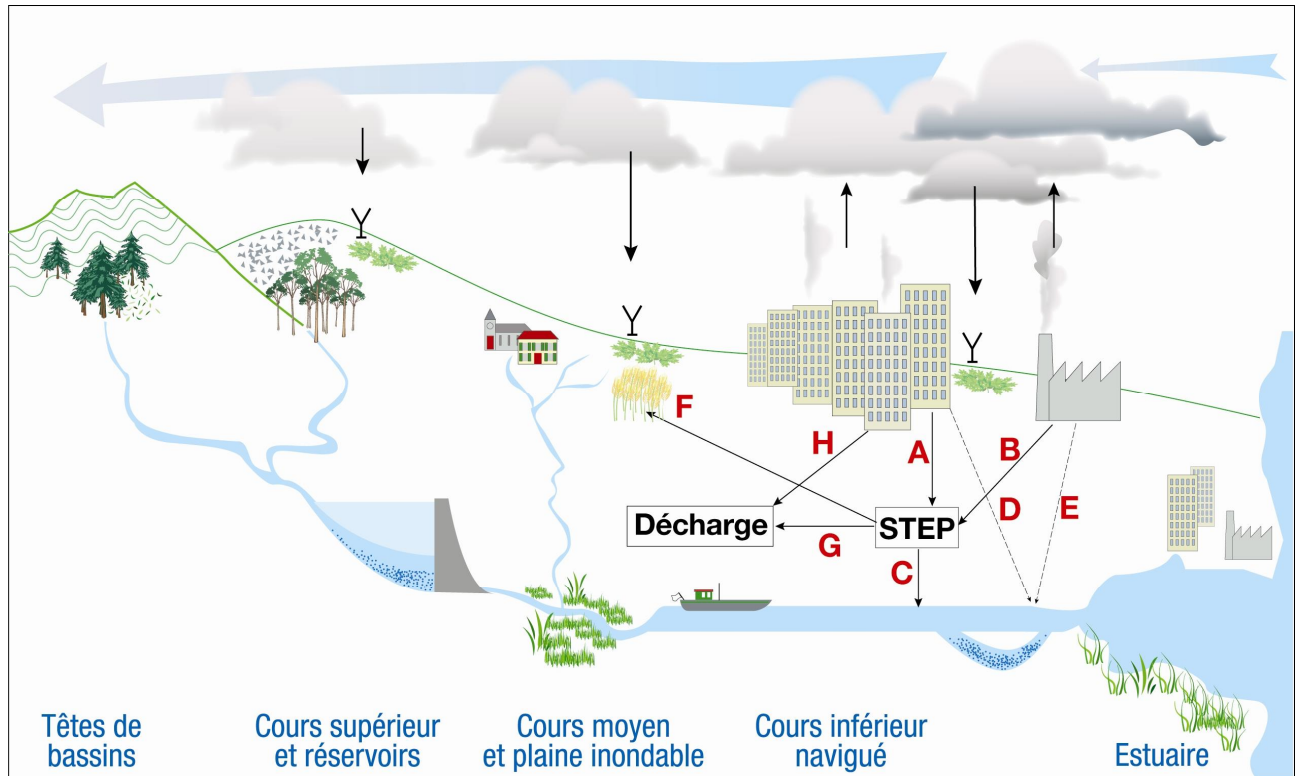 F
H
A
B
Décharge
STEP
D
E
G
C
Têtes de
bassins
Cours supérieur
et réservoirs
Cours moyen
et plaine inondable
Cours inférieur
navigué
Estuaire